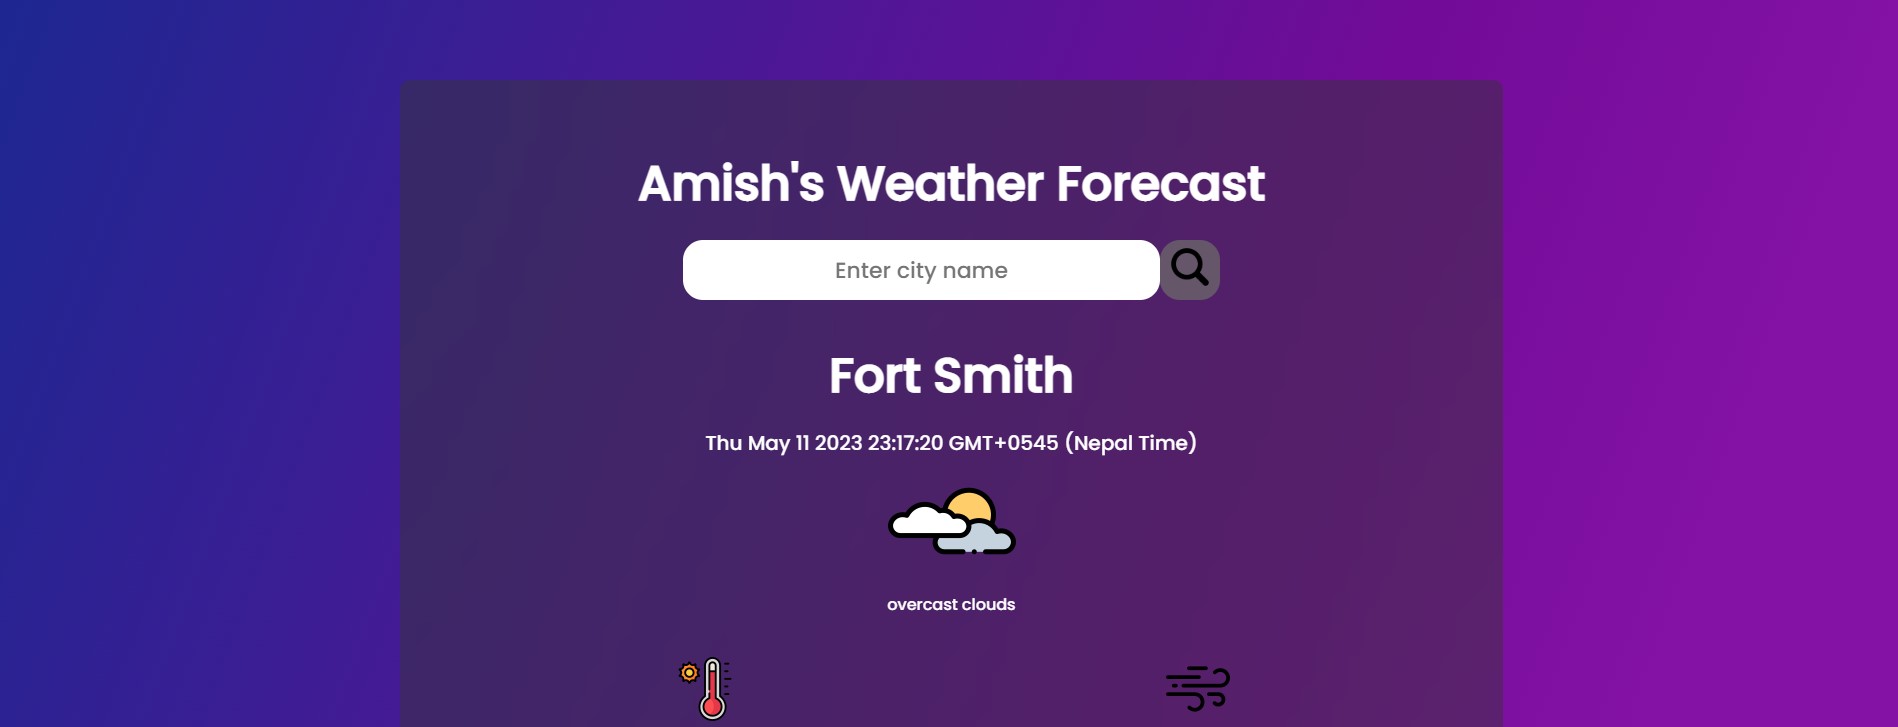 Amish's Weather Forecast
Enter city name
Fort Smith
Thu May 11 2023 23:17:20 GMT+0545 (Nepal Time)
overcast clouds